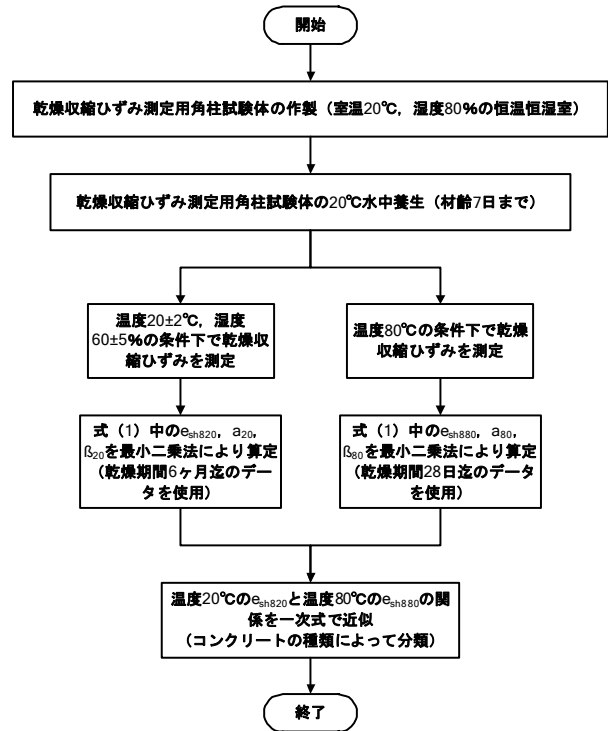 開始
乾燥収縮ひずみ測定用角柱試験体の作製（室温20℃，湿度80%の恒温恒湿室）
乾燥収縮ひずみ測定用角柱試験体の20℃水中養生（材齢7日まで）
温度20±2℃，湿度
60±5%の条件下で乾燥収
縮ひずみを測定
温度80℃の条件下で乾燥
収縮ひずみを測定
式（1）中のesh820，a20，
ß20を最小二乗法により算定
（乾燥期間6ヶ月迄のデー
タを使用）
式（1）中のesh880，a80，
ß80を最小二乗法により算定
（乾燥期間28日迄のデータ
を使用）
温度20℃のesh820と温度80℃のesh880の関
係を一次式で近似
（コンクリートの種類によって分類）
終了